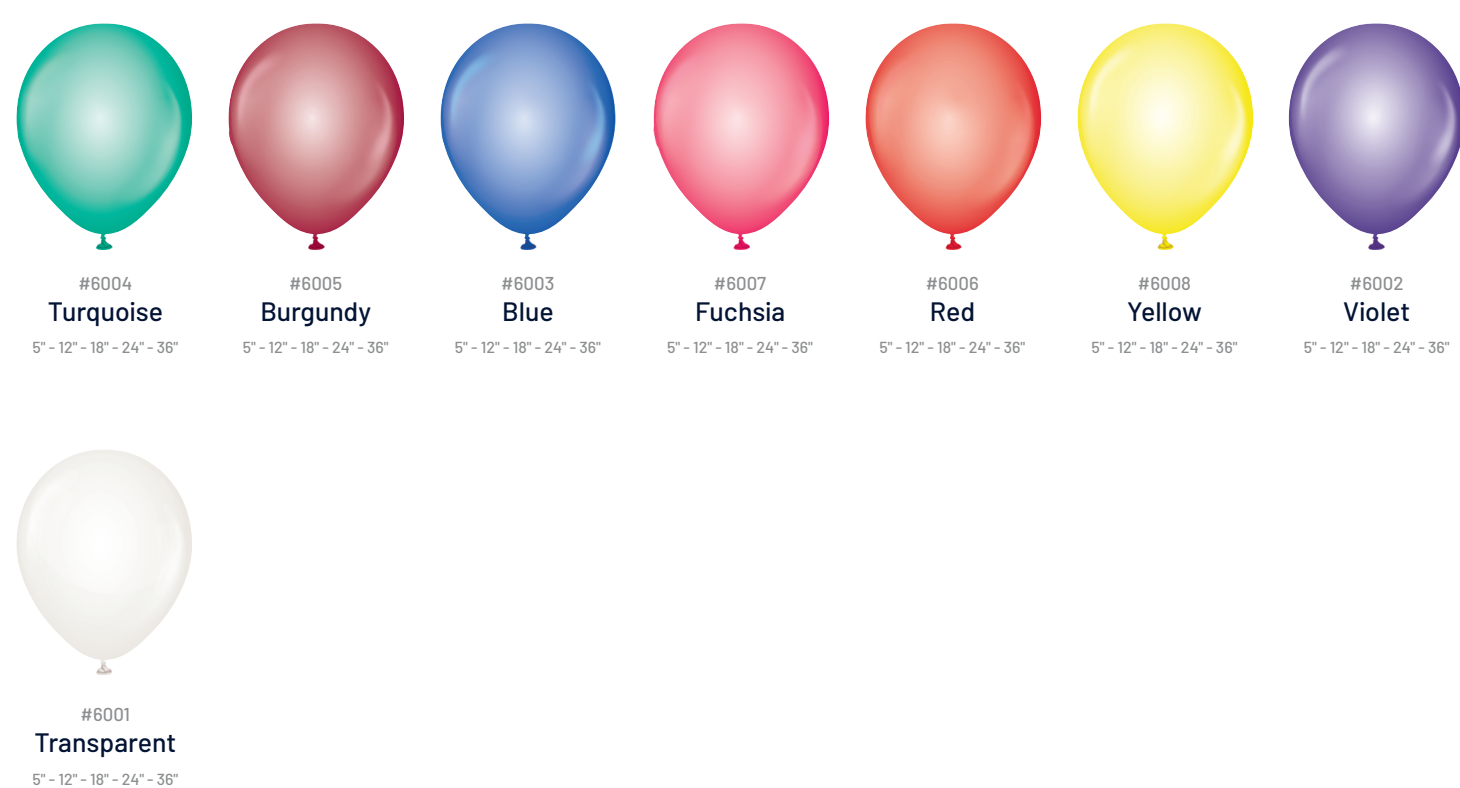 #6004
Turquoise
5" - 12" - 18" - 24" - 36"
#6005
Burgundy
5" - 12" - 18" - 24" - 36"
#6003
Blue
5" - 12" - 18" - 24" - 36"
#6007
Fuchsia
5" - 12" - 18" - 24" - 36"
#6006
Red
5" - 12" - 18" - 24" - 36"
#6008
Yellow
5" - 12" - 18" - 24" - 36"
#6002
Violet
5" - 12" - 18" - 24" - 36"
#6001
Transparent
5" - 12" - 18" - 24" - 36"